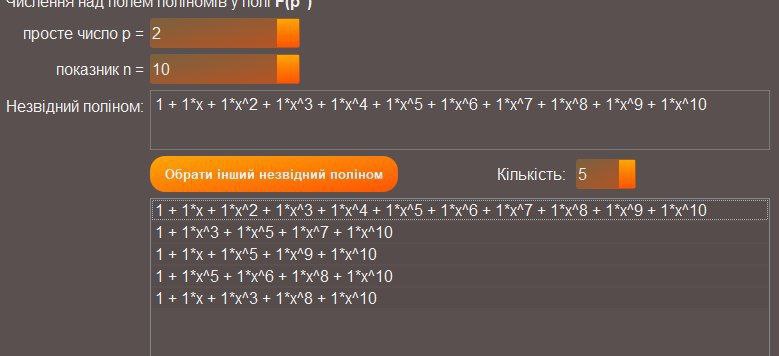 Числення над полем поліномів у полі F(p^)
просте число p = 2
показник n = 10
Незвідний поліном: 1 + 1*x + 1*x^2 + 1*x^3 + 1*x^4 + 1*x^5 + 1*x^6 + 1*x^7 + 1*x^8 + 1*x^9 + 1*x^10
Обрати інший незвідний поліном Кількість: 5
1 + 1*x + 1*x^2 + 1*x^3 + 1*x^4 + 1*x^5 + 1*x^6 + 1*x^7 + 1*x^8 + 1*x^9 + 1*x^10
1 + 1*x^3 + 1*x^5 + 1*x^7 + 1*x^10
1 + 1*x + 1*x^5 + 1*x^9 + 1*x^10
1 + 1*x^5 + 1*x^6 + 1*x^8 + 1*x^10
1 + 1*x + 1*x^3 + 1*x^8 + 1*x^10